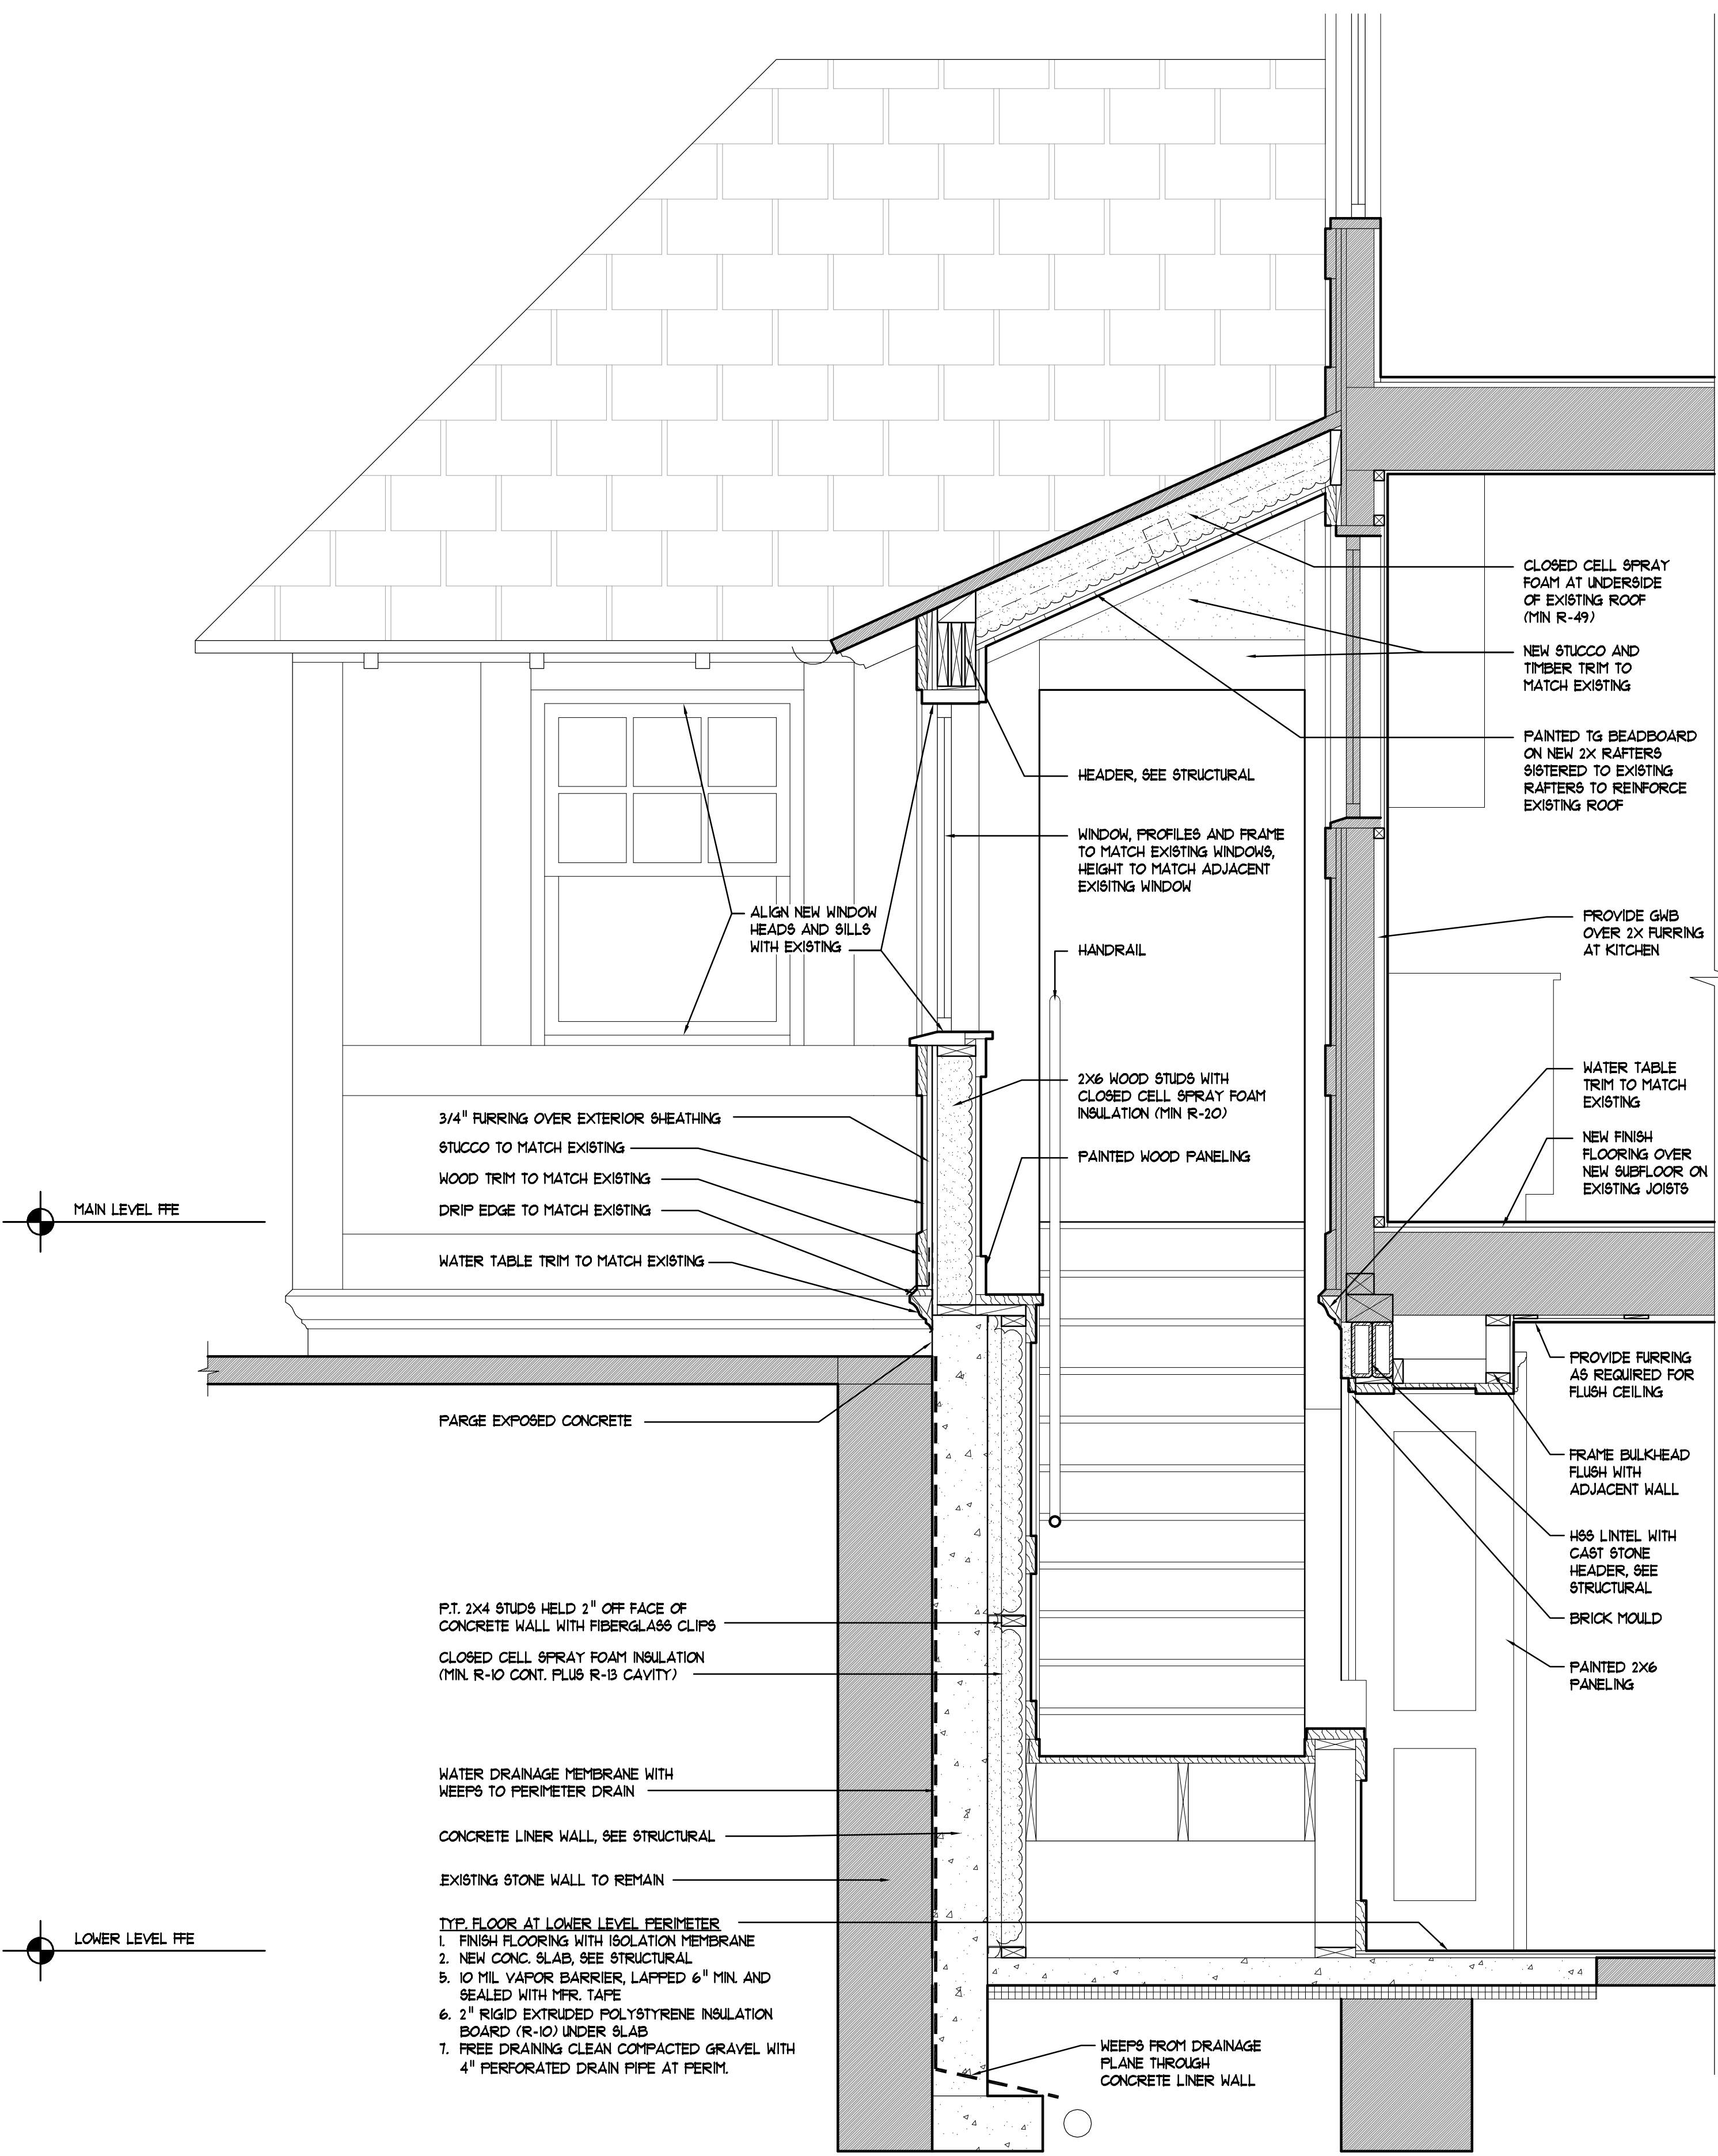 CLOSED CELL SPRAY
FOAM AT UNDERSIDE
OF EXISTING ROOF
(MIN R-49)
NEW STUCCO AND
TIMBER TRIM TO
MATCH EXISTING
PAINTED TG BEADBOARD
ON NEW 2X RAFTERS
SISTERED TO EXISTING
RAFTERS TO REINFORCE
EXISTING ROOF
HEADER, SEE STRUCTURAL
WINDOW, PROFILES AND FRAME
TO MATCH EXISTING WINDOWS,
HEIGHT TO MATCH ADJACENT
EXISITNG WINDOW
ALIGN NEW WINDOW
HEADS AND SILLS
WITH EXISTING
HANDRAIL
PROVIDE GWB
OVER 2X FURRING
AT KITCHEN
2X6 WOOD STUDS WITH
CLOSED CELL SPRAY FOAM
INSULATION (MIN R-20)
PAINTED WOOD PANELING
WATER TABLE
TRIM TO MATCH
EXISTING
NEW FINISH
FLOORING OVER
NEW SUBFLOOR ON
EXISTING JOISTS
3/4" FURRING OVER EXTERIOR SHEATHING
STUCCO TO MATCH EXISTING
WOOD TRIM TO MATCH EXISTING
DRIP EDGE TO MATCH EXISTING
WATER TABLE TRIM TO MATCH EXISTING
MAIN LEVEL FFE
PARGE EXPOSED CONCRETE
PROVIDE FURRING
AS REQUIRED FOR
FLUSH CEILING
FRAME BULKHEAD
FLUSH WITH
ADJACENT WALL
HSS LINTEL WITH
CAST STONE
HEADER, SEE
STRUCTURAL
BRICK MOULD
PAINTED 2X6
PANELING
P.T. 2X4 STUDS HELD 2" OFF FACE OF
CONCRETE WALL WITH FIBERGLASS CLIPS
CLOSED CELL SPRAY FOAM INSULATION
(MIN. R-10 CONT. PLUS R-13 CAVITY)
WATER DRAINAGE MEMBRANE WITH
WEEPS TO PERIMETER DRAIN
CONCRETE LINER WALL, SEE STRUCTURAL
EXISTING STONE WALL TO REMAIN
LOWER LEVEL FFE
TYP. FLOOR AT LOWER LEVEL PERIMETER
1. FINISH FLOORING WITH ISOLATION MEMBRANE
2. NEW CONC. SLAB, SEE STRUCTURAL
5. 10 MIL VAPOR BARRIER, LAPPED 6" MIN. AND
SEALED WITH MFR. TAPE
6. 2" RIGID EXTRUDED POLYSTYRENE INSULATION
BOARD (R-10) UNDER SLAB
7. FREE DRAINING CLEAN COMPACTED GRAVEL WITH
4" PERFORATED DRAIN PIPE AT PERIM.
WEEPS FROM DRAINAGE
PLANE THROUGH
CONCRETE LINER WALL